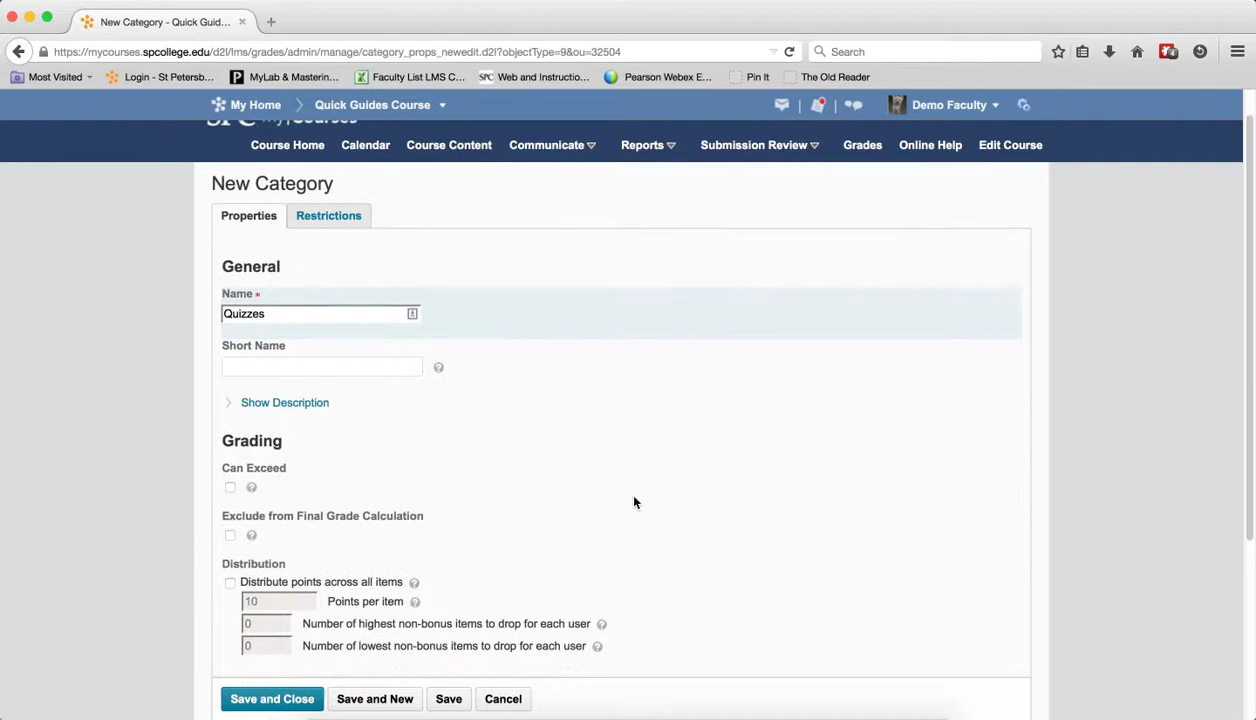 New Category - Quick Guid...
https://mycourses.spcollege.edu/d2l/lms/grades/admin/manage/category_props_newedit.d2l?objectType=9&ou=32504
Search
Most Visited
Login - St Petersb...
MyLab & Masterin...
Faculty List LMS C...
SPC Web and Instructio...
Pearson Webex E...
Pin It
The Old Reader
My Home
Quick Guides Course
Demo Faculty
SPC MyCourses
Course Home
Calendar
Course Content
Communicate
Reports
Submission Review
Grades
Online Help
Edit Course
New Category
Properties
Restrictions
General
Name *
Quizzes
Short Name
Show Description
Grading
Can Exceed
Exclude from Final Grade Calculation
Distribution
Distribute points across all items
10 Points per item
0 Number of highest non-bonus items to drop for each user
0 Number of lowest non-bonus items to drop for each user
Save and Close
Save and New
Save
Cancel